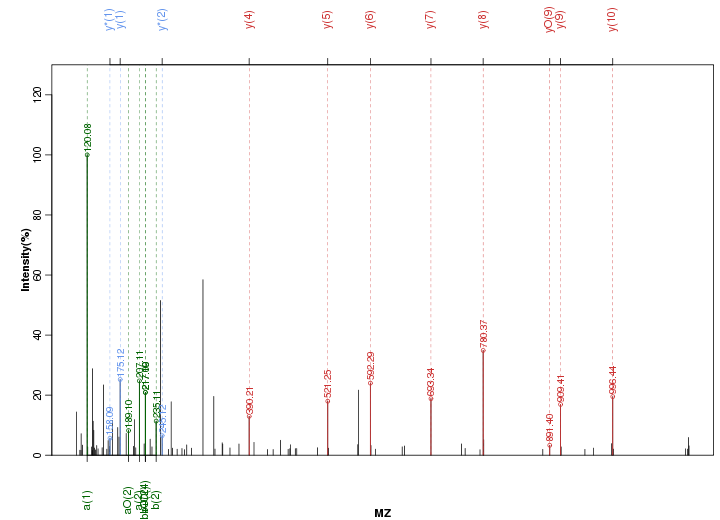 y*(1)
y(1)
y*(2)
y(4)
y(5)
y(6)
y(7)
y(8)
yO(9)
y(9)
y(10)
Intensity(%)
0
20
40
60
80
100
120
120.08
158.09
175.12
189.10
207.11
235.11
245.12
390.21
521.25
592.29
693.34
780.37
891.40
909.41
996.44
a(1)
aO(2)
a(2)
b(2)
MZ